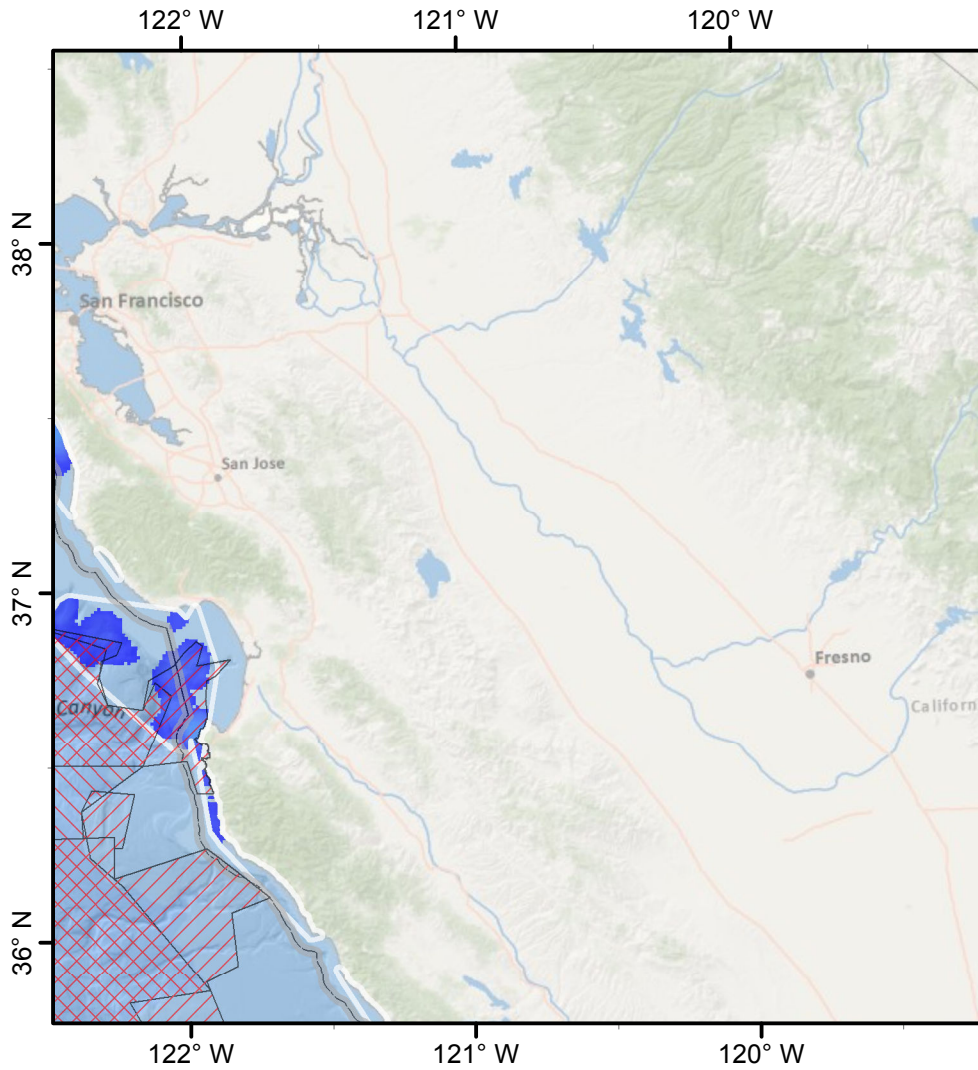 122° W 121° W 120° W
38° N
San Francisco
San Jose
37° N
Fresno
Canyon
Californ
36° N
122° W 121° W 120° W